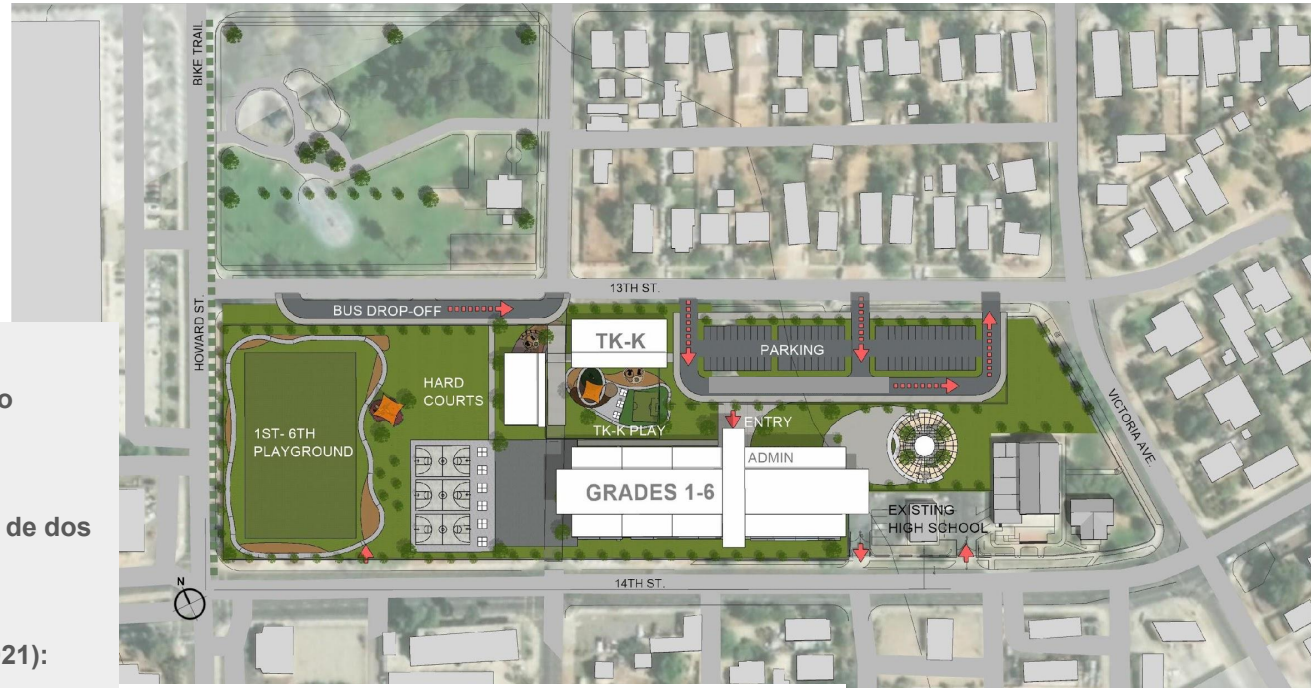 BIKE TRAIL
HOWARD ST.
13TH ST.
BUS DROP-OFF
TK-K
PARKING
HARD
COURTS
TK-K PLAY
ENTRY
1ST- 6TH
PLAYGROUND
ADMIN
GRADES 1-6
VICTORIA AVE.
EXISTING
HIGH SCHOOL
14TH ST.
N
o
de dos
21):